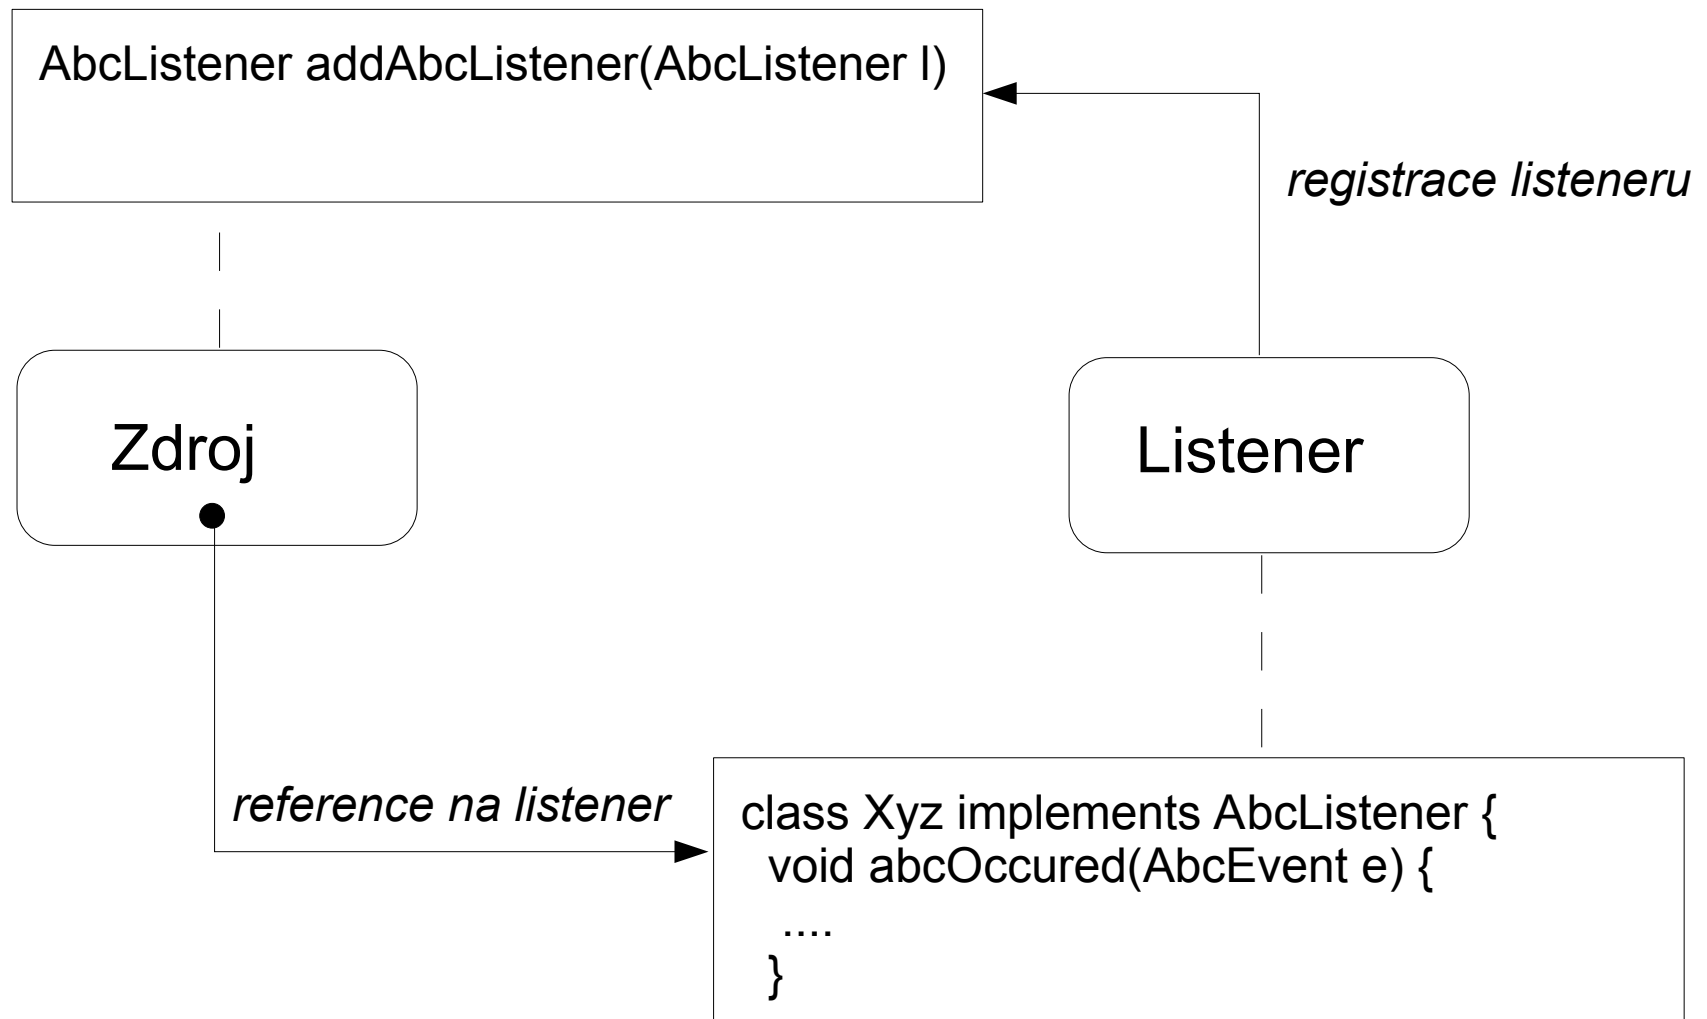 AbcListener addAbcListener(AbcListener l)
registrace listeneru
Zdroj
Listener
reference na listener
class Xyz implements AbcListener {
void abcOccured(AbcEvent e) {
....
}